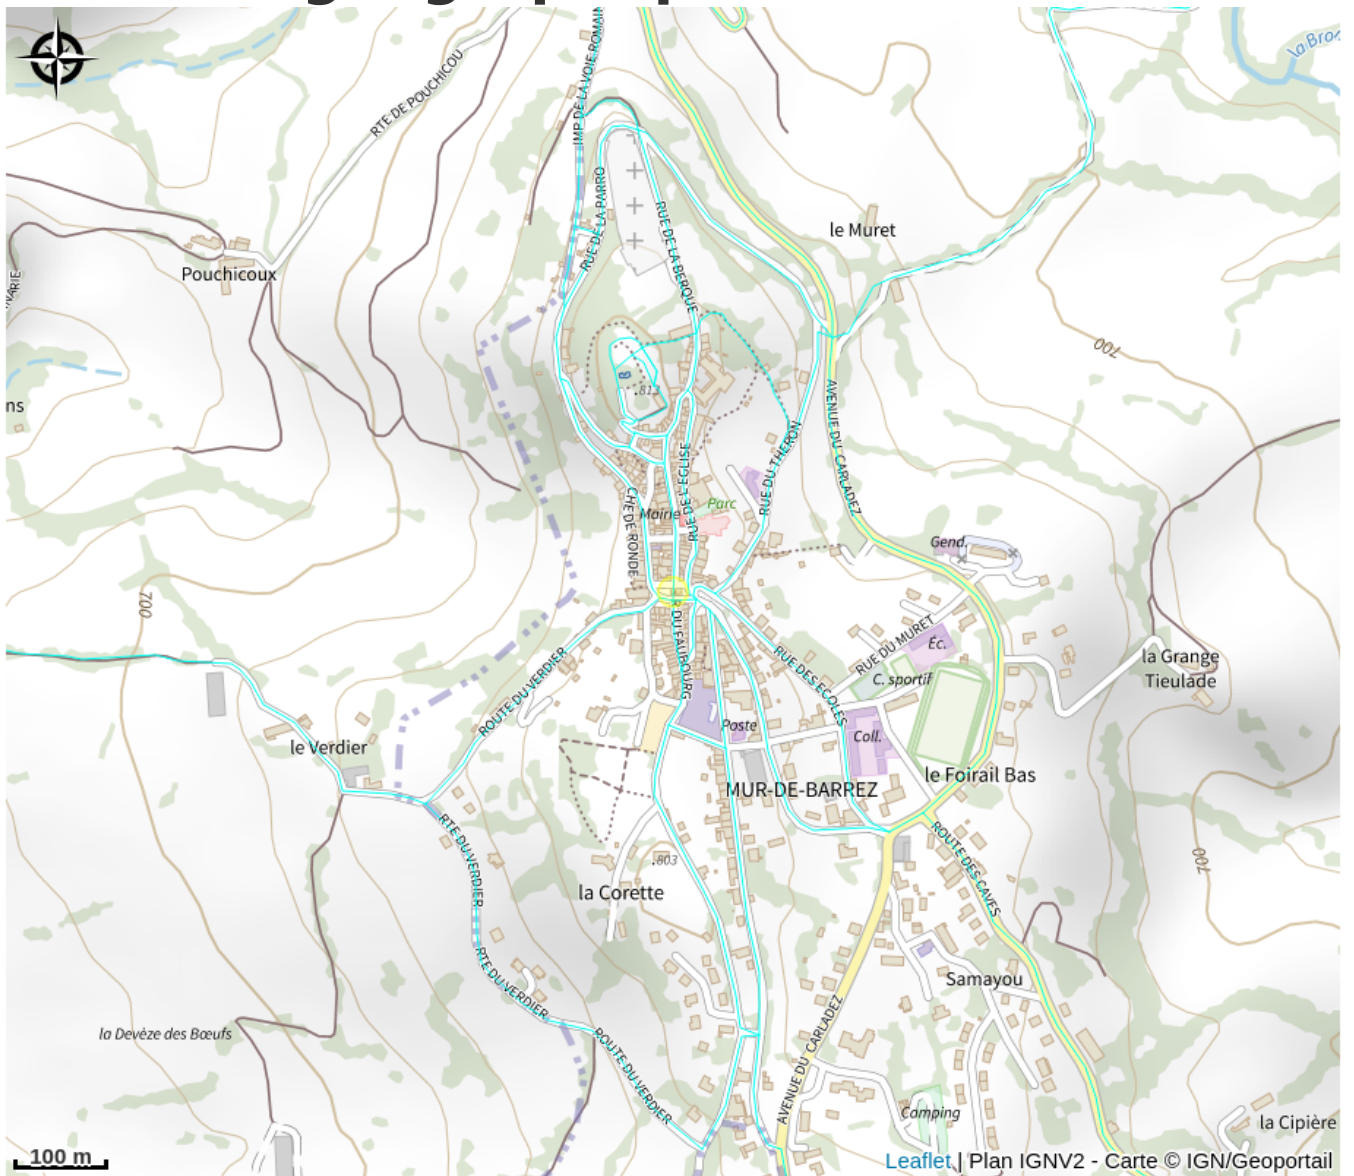 RTE DE POUCHICOU
IMP DE LA VOIE ROMAIN
la Bro
RUE DE LA PARRO
RUE DE LA BERQUE
le Muret
Pouchicoux
700
ns
.813
AVENUE DU CARLADEZ
RUE DU THERON
RUE DE L'EGLISE
CHE DE RONDE
Mairie
Parc
Gend.
700
DU FAUBOURG
RUE DU MURET
Éc.
ROUTE DU VERDIER
RUE DES ECOLES
C. sportif
la Grange
Tieulade
Poste
Coll.
le Verdier
le Foirail Bas
MUR-DE-BARREZ
RTE DU VERDIER
.803
ROUTE DES CAVES
700
la Corette
RTE DU VERDIER
Samayou
la Devèze des Bœufs
ROUTE DU VERDIER
AVENUE DU CARLADEZ
Camping
la Cipière
100 m
Leaflet | Plan IGNV2 - Carte © IGN/Geoportail